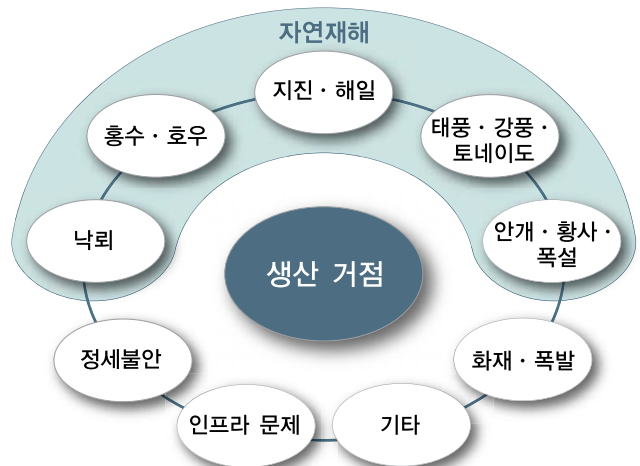 자연재해
지진 · 해일
홍수 · 호우
태풍 · 강풍 ·
토네이도
낙뢰
안개 · 황사 ·
폭설
생산 거점
정세불안
화재 · 폭발
인프라 문제
기타